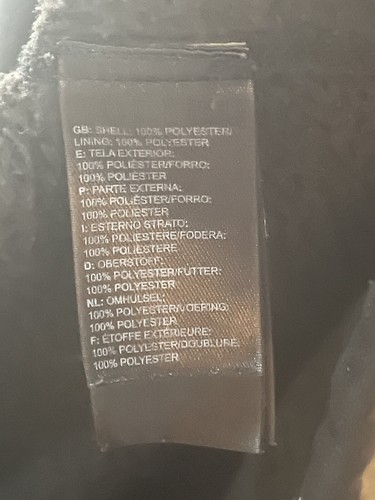 GB: SHELL: 100% POLYESTER/
LINING: 100% POLYESTER
E: TELA EXTERIOR:
100% POLIÉSTER/FORRO:
100% POLIÉSTER
P: PARTE EXTERNA:
100% POLIÉSTER/FORRO:
100% POLIÉSTER
I: ESTERNO STRATO:
100% POLIESTERE/FODERA:
100% POLIESTERE
D: OBERSTOFF:
100% POLYESTER/FUTTER:
100% POLYESTER
NL: OMHULSEL:
100% POLYESTER/VOERING:
100% POLYESTER
F: ÉTOFFE EXTÉRIEURE:
100% POLYLSTER/DOUBLURE:
100% POLYESTER